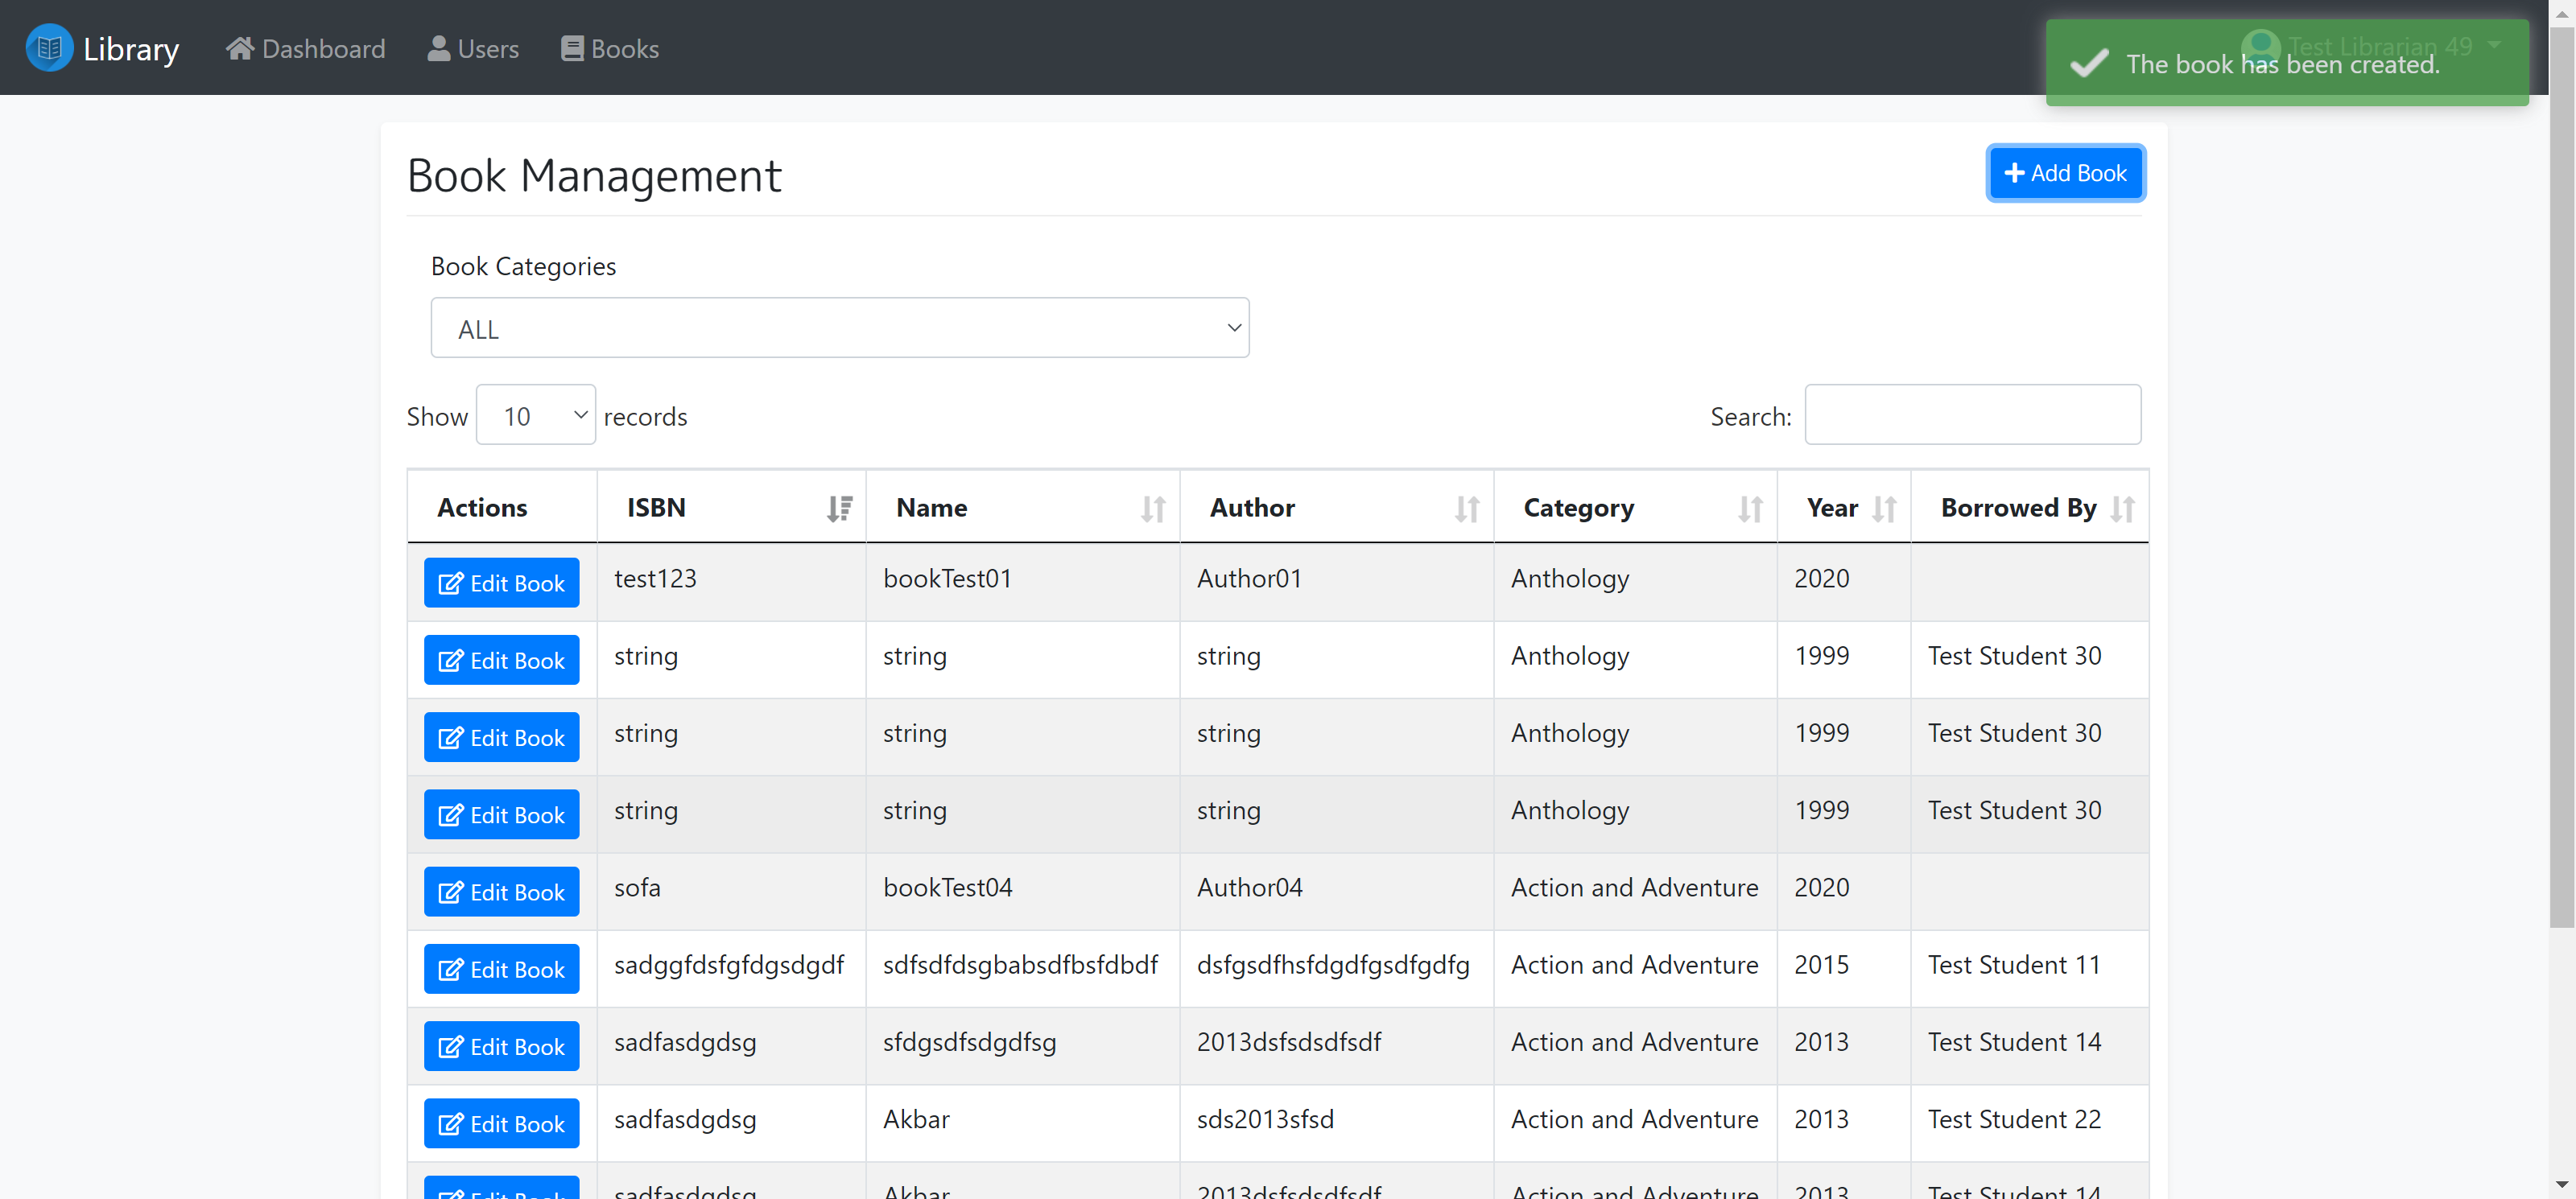 Library Dashboard Users Books Test Librarian 49
The book has been created.
Book Management Add Book
Book Categories
ALL
Show 10 records Search:
Actions ISBN Name Author Category Year Borrowed By
Edit Book test123 bookTest01 Author01 Anthology 2020
Edit Book string string string Anthology 1999 Test Student 30
Edit Book string string string Anthology 1999 Test Student 30
Edit Book string string string Anthology 1999 Test Student 30
Edit Book sofa bookTest04 Author04 Action and Adventure 2020
Edit Book sadggfdsfgfdgsdgdf sdfsdfdsgbabsdfbsfdbdf dsfgsdfhsfdgdfgsdfgdfg Action and Adventure 2015 Test Student 11
Edit Book sadfasdgdsg sfdgsdfsdgdfsg 2013dsfsdsdfsdf Action and Adventure 2013 Test Student 14
Edit Book sadfasdgdsg Akbar sds2013sfsd Action and Adventure 2013 Test Student 22
Edit Book sadfasdgdsg Akbar 2013dsfsdsdfsdf Action and Adventure 2013 Test Student 14